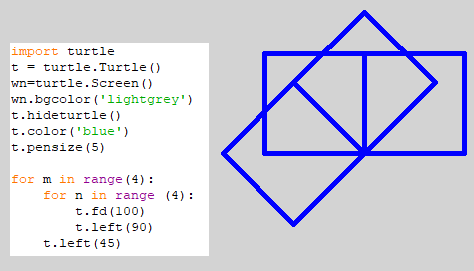 import turtle
t = turtle.Turtle()
wn=turtle.Screen()
wn.bgcolor('lightgrey')
t.hideturtle()
t.color('blue')
t.pensize(5)
for m in range(4):
    for n in range (4):
        t.fd(100)
        t.left(90)
    t.left(45)